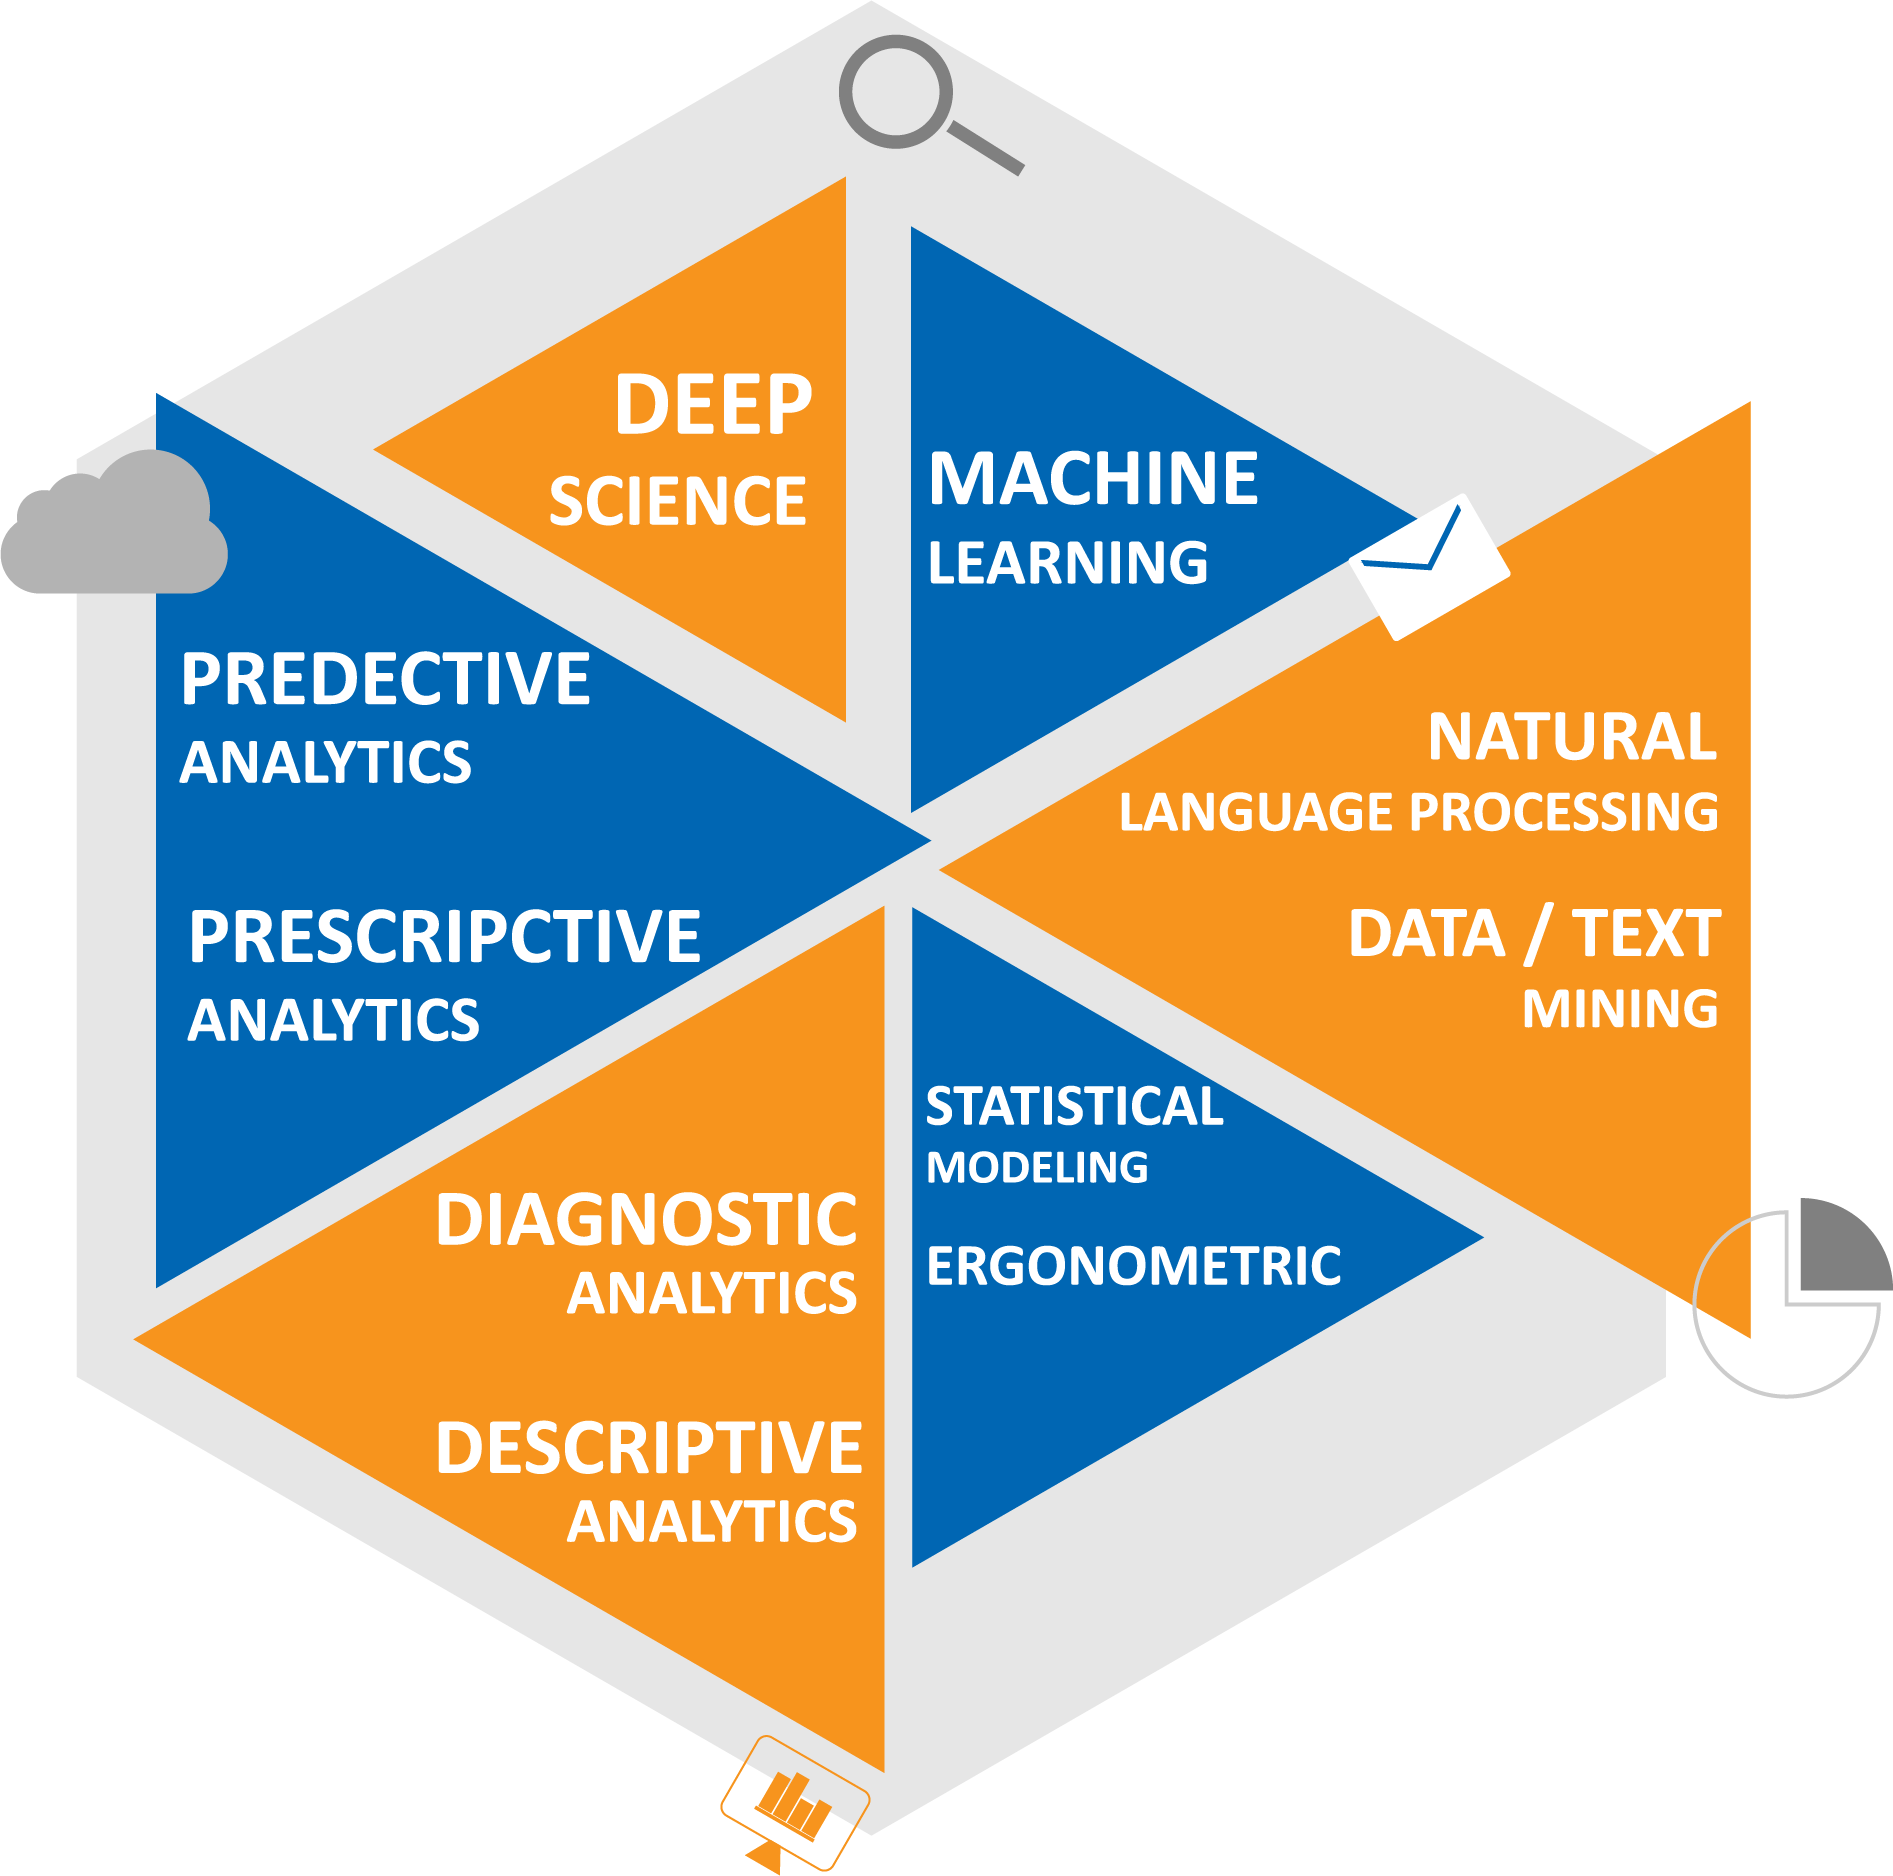 DEEP
SCIENCE
MACHINE
LEARNING
PREDECTIVE
ANALYTICS
PRESCRIPCTIVE
ANALYTICS
NATURAL
LANGUAGE PROCESSING
DATA / TEXT
MINING
DIAGNOSTIC
ANALYTICS
DESCRIPTIVE
ANALYTICS
STATISTICAL
MODELING
ERGONOMETRIC